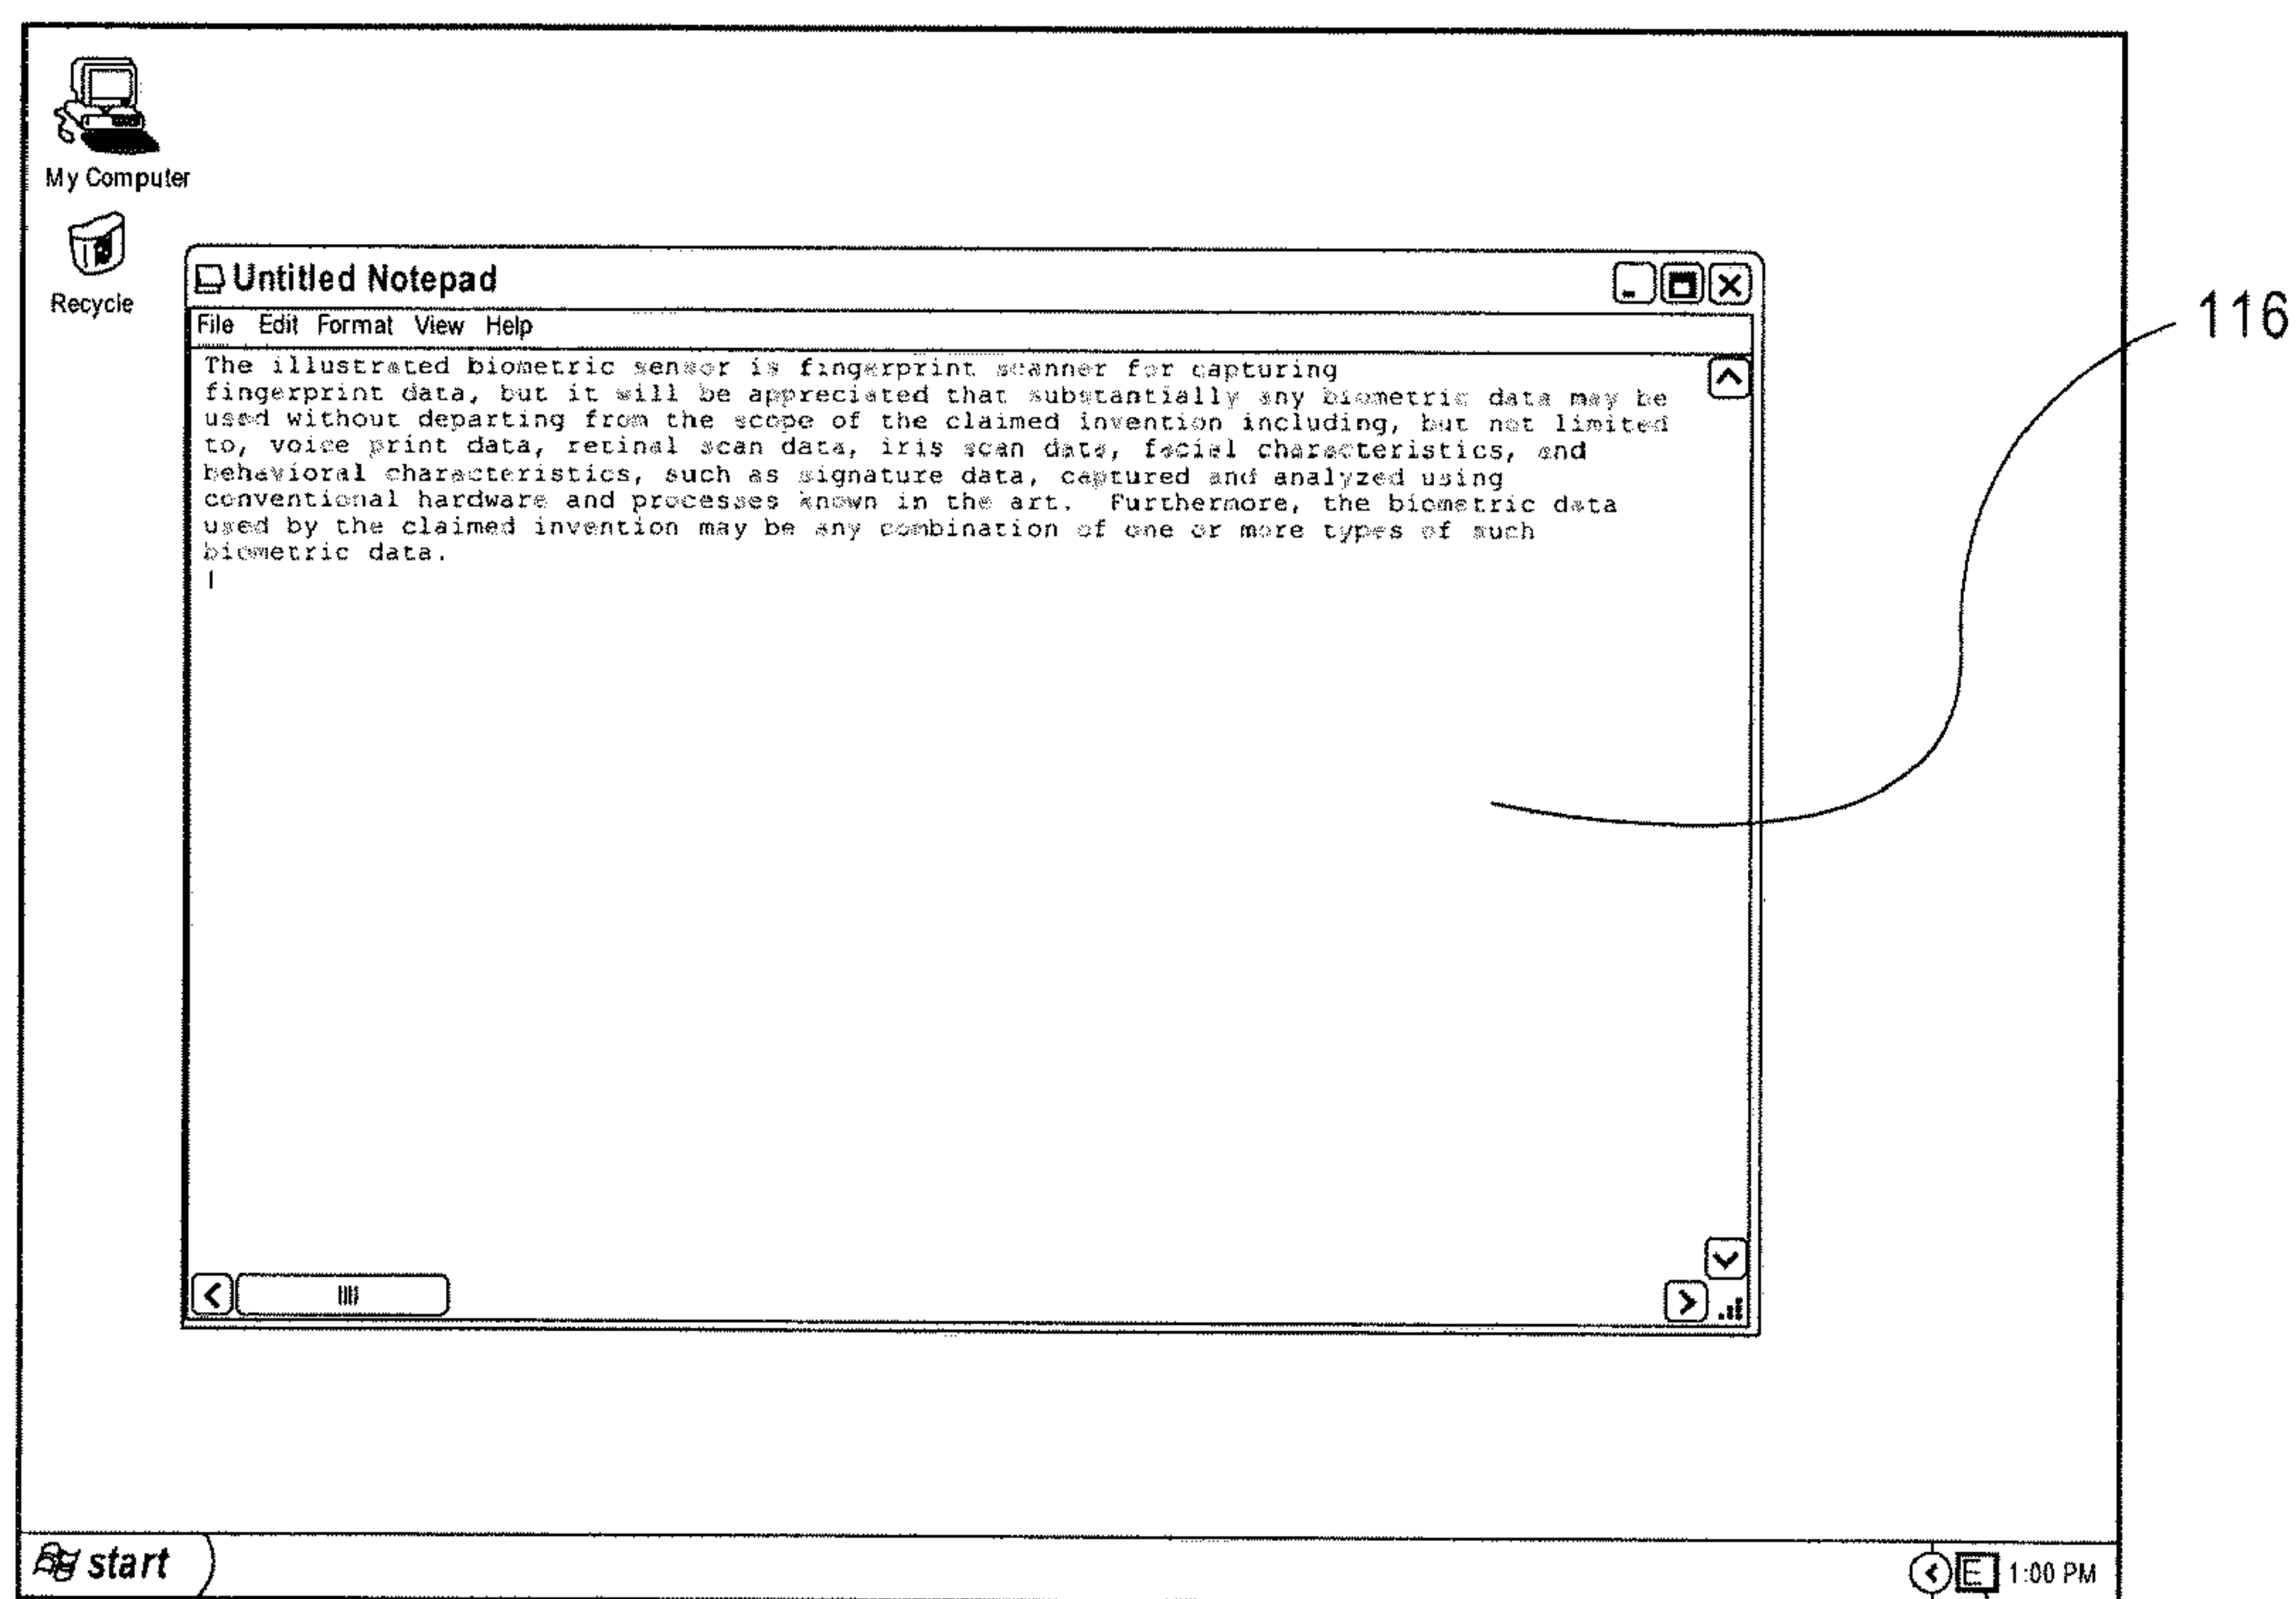 My Computer
Recycle
Untitled Notepad
File Edit Format View Help
The illustrated biometric sensor is fingerprint scanner for capturing
fingerprint data, but it will be appreciated that substantially any biometric data may be
used without departing from the scope of the claimed invention including, but not limited
to, voice print data, retinal scan data, iris scan data, facial characteristics, and
behavioral characteristics, such as signature data, captured and analyzed using
conventional hardware and processes known in the art. Furthermore, the biometric data
used by the claimed invention may be any combination of one or more types of such
biometric data.
116
start
E 1:00 PM